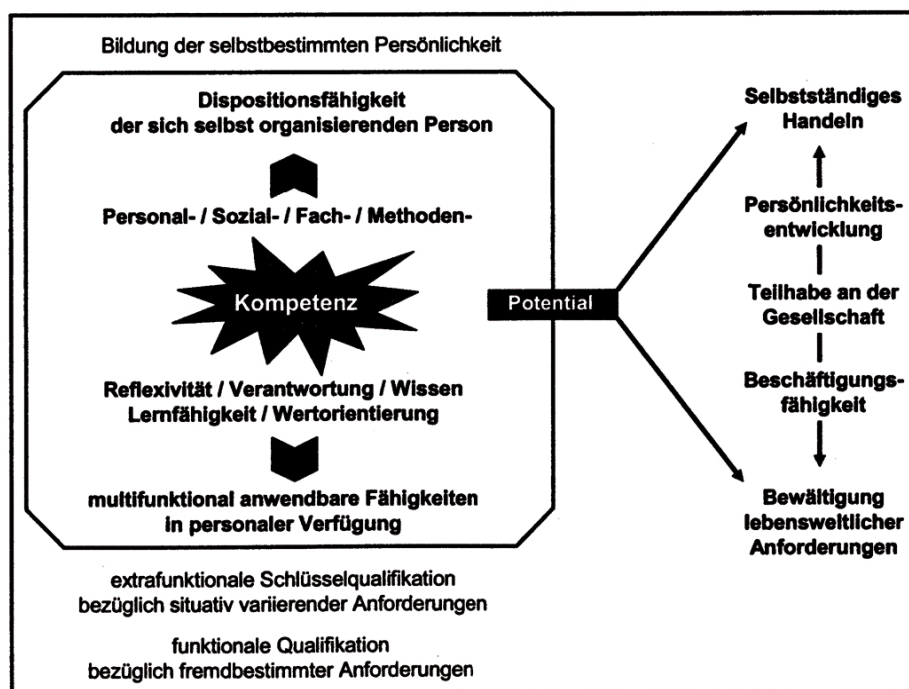 Bildung der selbstbestimmten Persönlichkeit
Dispositionsfähigkeit
der sich selbst organisierenden Person
Personal- / Sozial- / Fach- / Methoden-
Kompetenz
Reflexivität / Verantwortung / Wissen
Lernfähigkeit / Wertorientierung
multifunktional anwendbare Fähigkeiten
in personaler Verfügung
extrafunktionale Schlüsselqualifikation
bezüglich situativ variierender Anforderungen
funktionale Qualifikation
bezüglich fremdbestimmter Anforderungen
Potential
Selbstständiges
Handeln
Persönlichkeits-
entwicklung
Teilhabe an der
Gesellschaft
Beschäftigungs-
fähigkeit
Bewältigung
lebensweltlicher
Anforderungen